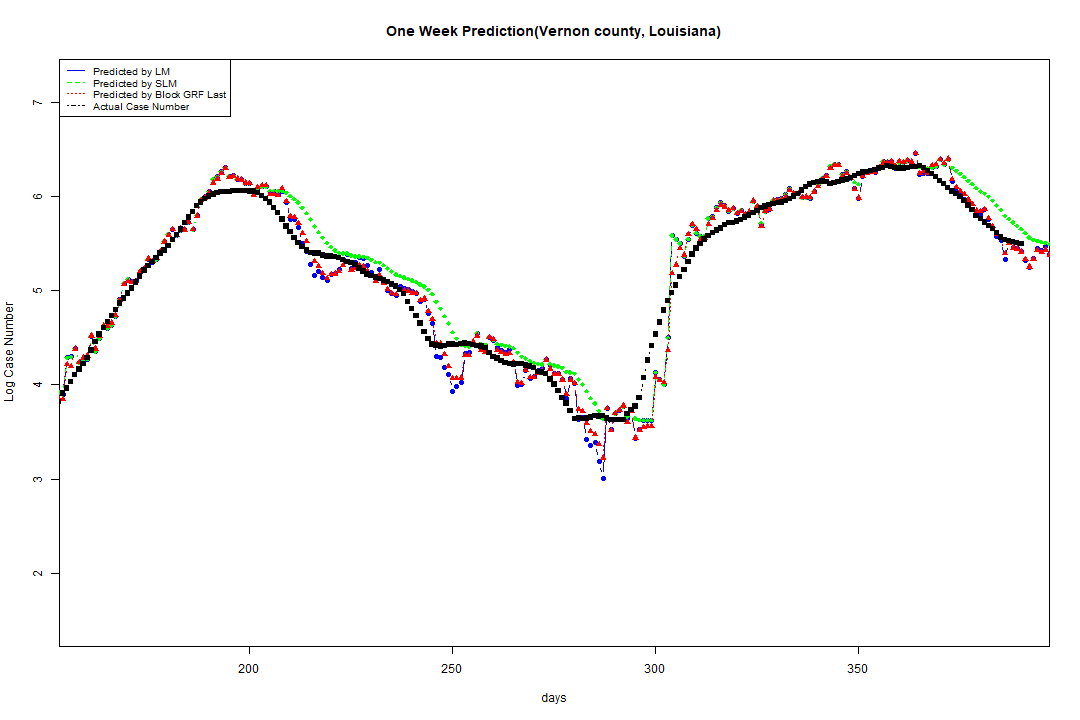 One Week Prediction(Vernon county, Louisiana)
Predicted by LM
Predicted by SLM
Predicted by Block GRF Last
Actual Case Number
7
6
5
4
3
2
Log Case Number
200 250 300 350
days